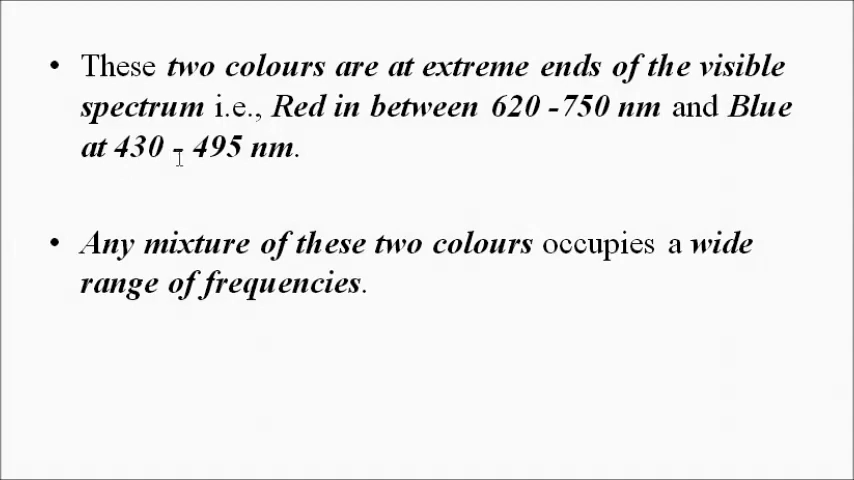 • These two colours are at extreme ends of the visible
spectrum i.e., Red in between 620 -750 nm and Blue
at 430 - 495 nm.
• Any mixture of these two colours occupies a wide
range of frequencies.